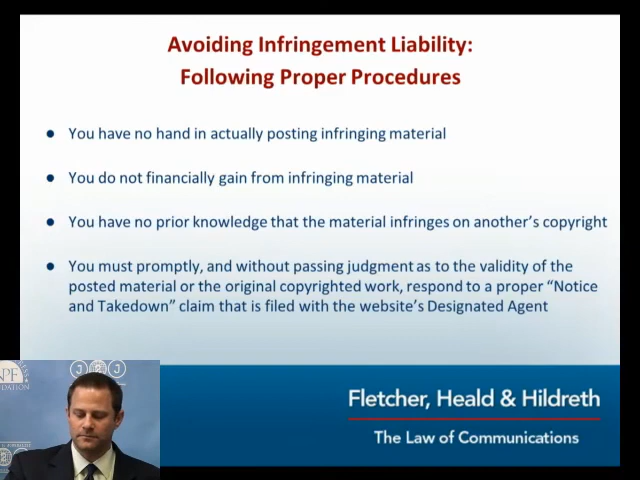 Avoiding Infringement Liability:
Following Proper Procedures
● You have no hand in actually posting infringing material
● You do not financially gain from infringing material
● You have no prior knowledge that the material infringes on another's copyright
● You must promptly, and without passing judgment as to the validity of the
posted material or the original copyrighted work, respond to a proper “Notice
and Takedown” claim that is filed with the website's Designated Agent
Fletcher, Heald & Hildreth
The Law of Communications
NPF